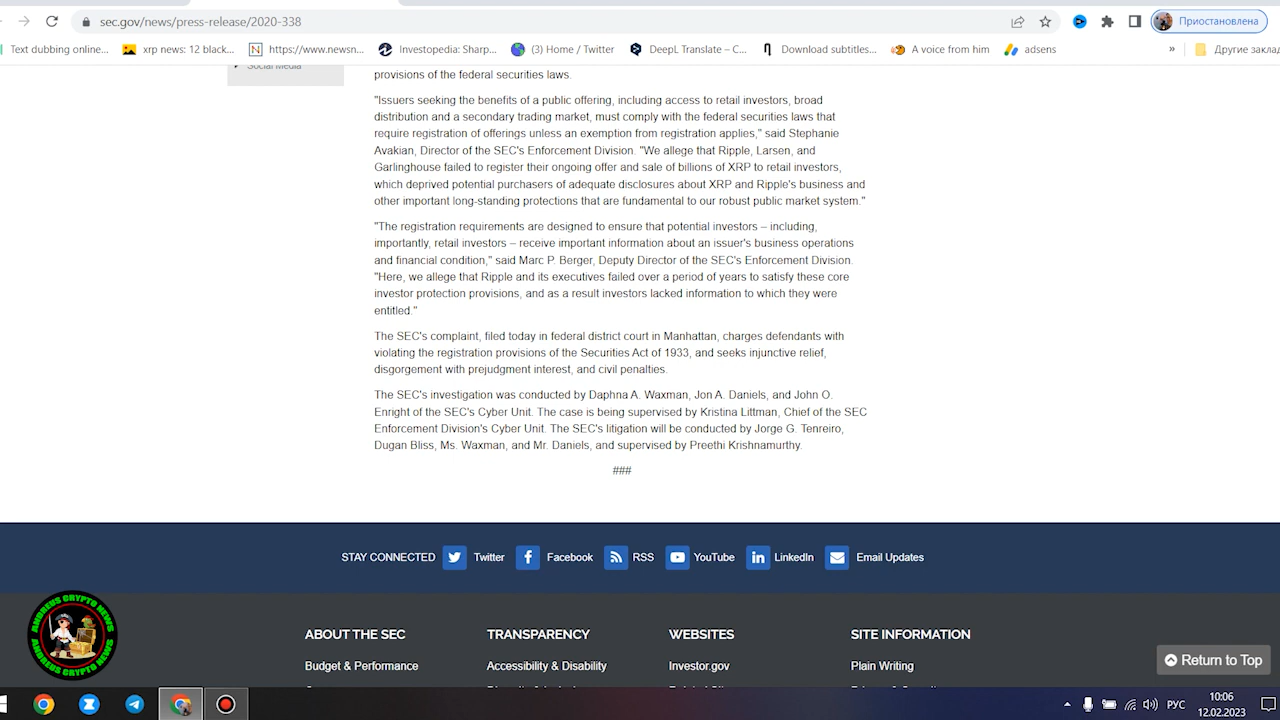 sec.gov/news/press-release/2020-338
Приостановлена
Text dubbing online...
xrp news: 12 black...
https://www.newsn...
Investopedia: Sharp...
(3) Home / Twitter
DeepL Translate – C...
Download subtitles...
A voice from him
adsens
»
Другие закла
Social Media
provisions of the federal securities laws.
"Issuers seeking the benefits of a public offering, including access to retail investors, broad
distribution and a secondary trading market, must comply with the federal securities laws that
require registration of offerings unless an exemption from registration applies," said Stephanie
Avakian, Director of the SEC's Enforcement Division. "We allege that Ripple, Larsen, and
Garlinghouse failed to register their ongoing offer and sale of billions of XRP to retail investors,
which deprived potential purchasers of adequate disclosures about XRP and Ripple's business and
other important long-standing protections that are fundamental to our robust public market system."
"The registration requirements are designed to ensure that potential investors – including,
importantly, retail investors – receive important information about an issuer's business operations
and financial condition," said Marc P. Berger, Deputy Director of the SEC's Enforcement Division.
"Here, we allege that Ripple and its executives failed over a period of years to satisfy these core
investor protection provisions, and as a result investors lacked information to which they were
entitled."
The SEC's complaint, filed today in federal district court in Manhattan, charges defendants with
violating the registration provisions of the Securities Act of 1933, and seeks injunctive relief,
disgorgement with prejudgment interest, and civil penalties.
The SEC's investigation was conducted by Daphna A. Waxman, Jon A. Daniels, and John O.
Enright of the SEC's Cyber Unit. The case is being supervised by Kristina Littman, Chief of the SEC
Enforcement Division's Cyber Unit. The SEC's litigation will be conducted by Jorge G. Tenreiro,
Dugan Bliss, Ms. Waxman, and Mr. Daniels, and supervised by Preethi Krishnamurthy.
###
STAY CONNECTED Twitter Facebook RSS YouTube LinkedIn Email Updates
ANDREUS CRYPTO NEWS
ANDREUS CRYPTO NEWS
ABOUT THE SEC
TRANSPARENCY
WEBSITES
SITE INFORMATION
Budget & Performance
Accessibility & Disability
Investor.gov
Plain Writing
Return to Top
РУС
10:06
12.02.2023